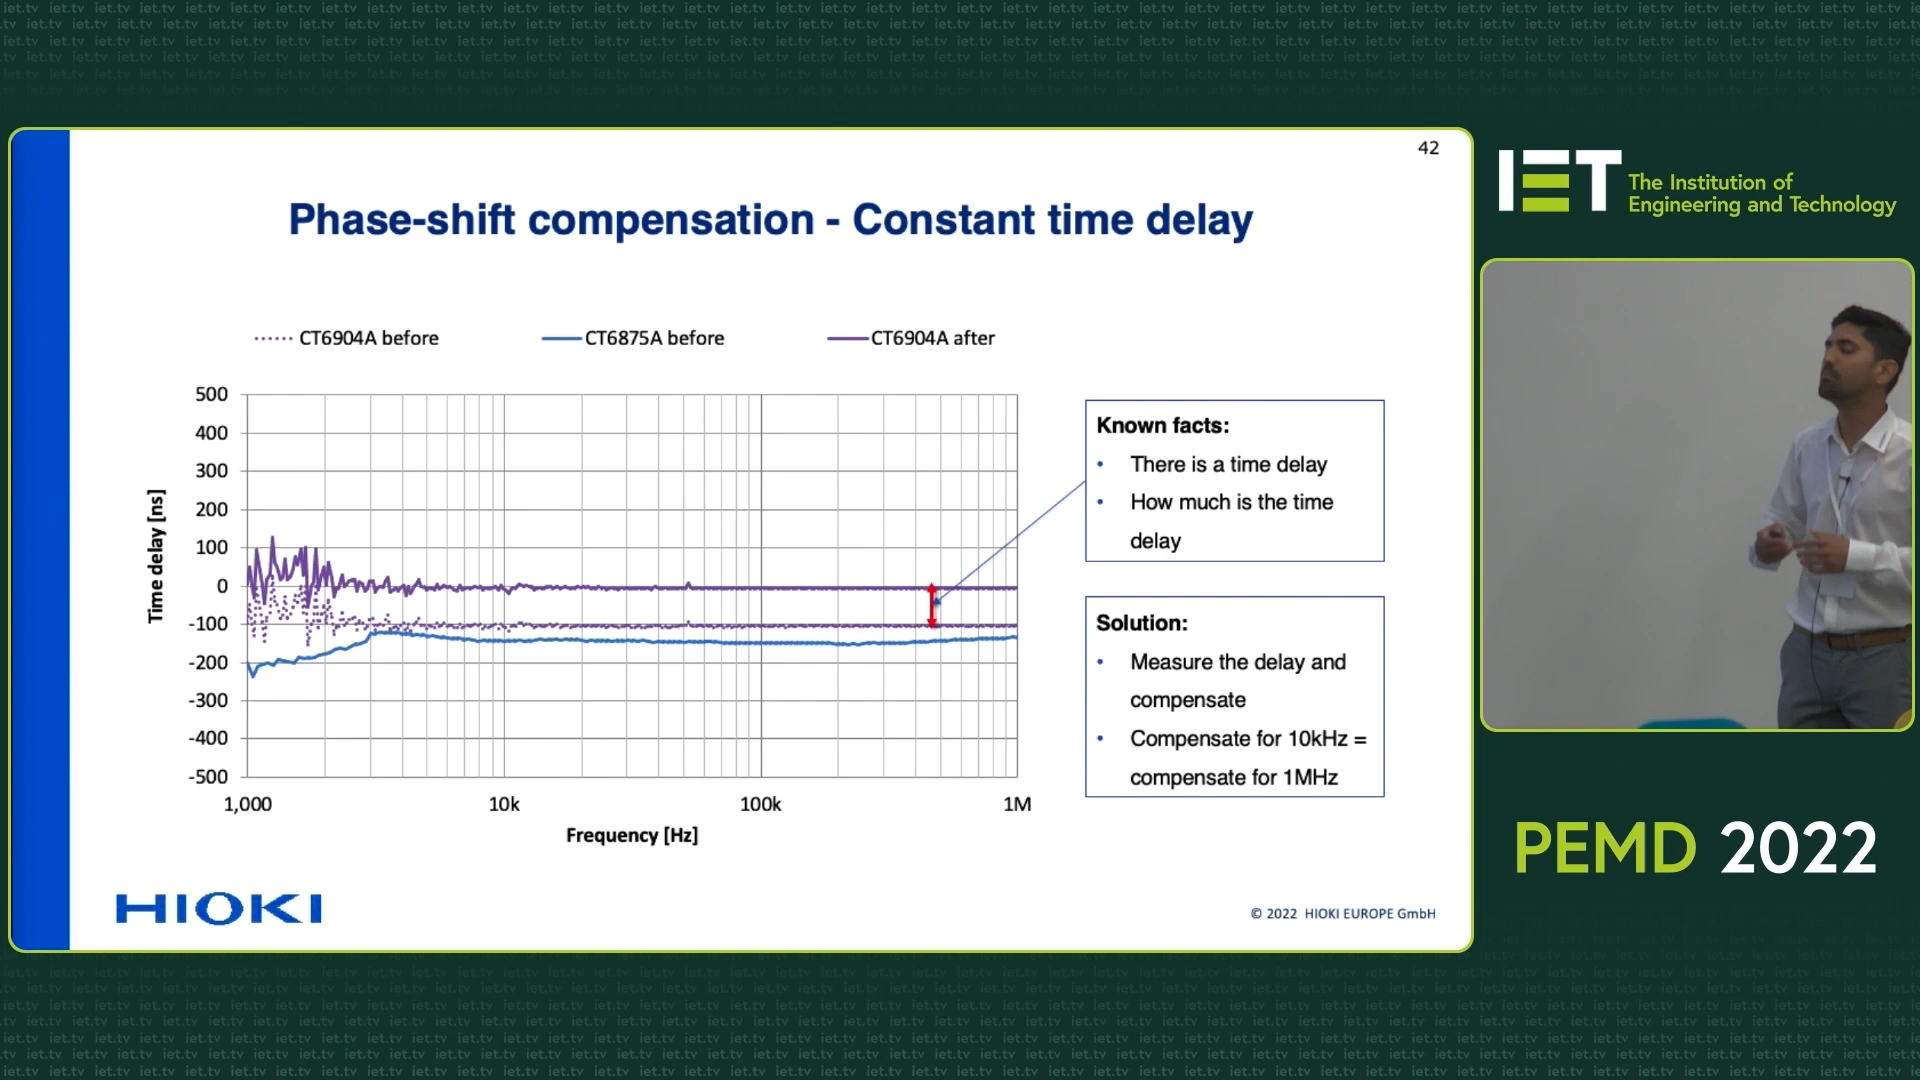 42
Phase-shift compensation - Constant time delay
CT6904A before
CT6875A before
CT6904A after
500
400
300
200
100
0
-100
-200
-300
-400
-500
Time delay [ns]
1,000
10k
100k
1M
Frequency [Hz]
Known facts:
• There is a time delay
• How much is the time
delay
Solution:
• Measure the delay and
compensate
• Compensate for 10kHz =
compensate for 1MHz
HIOKI
© 2022 HIOKI EUROPE GmbH
IET
The Institution of
Engineering and Technology
PEMD 2022